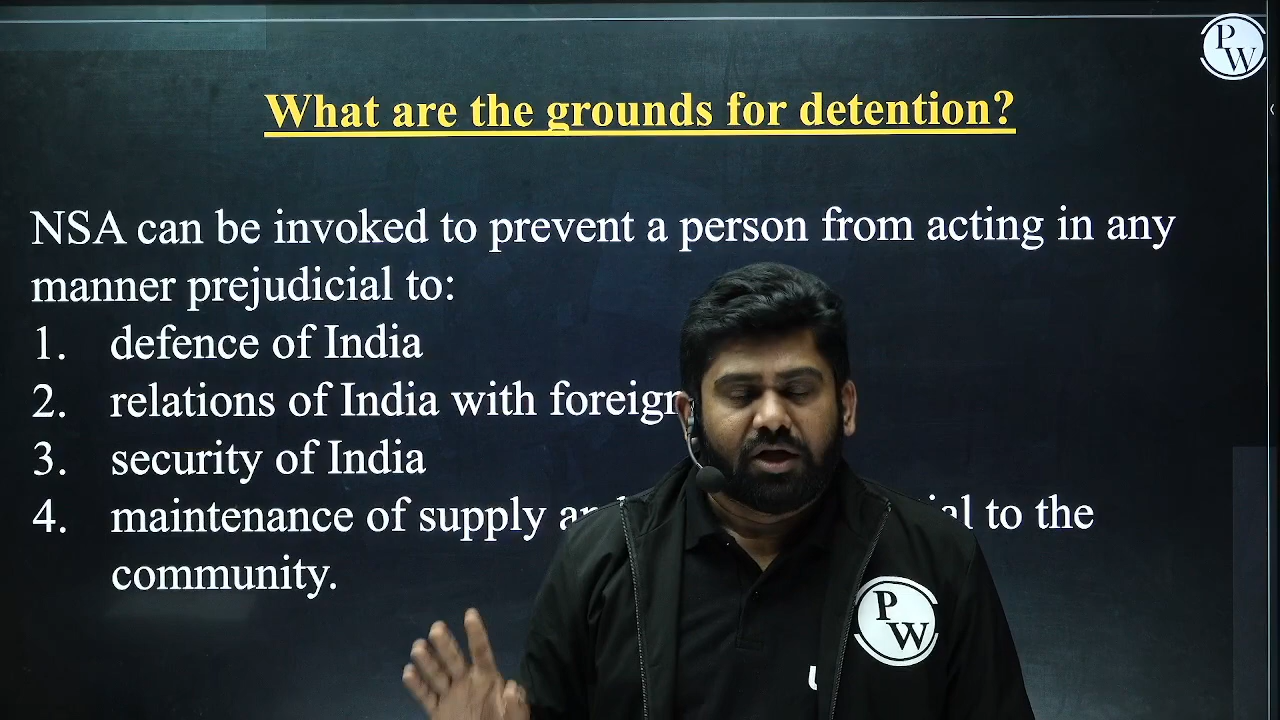 P
W
What are the grounds for detention?
NSA can be invoked to prevent a person from acting in any
manner prejudicial to:
1. defence of India
2. relations of India with foreign
3. security of India
4. maintenance of supply al to the
community.
P
W